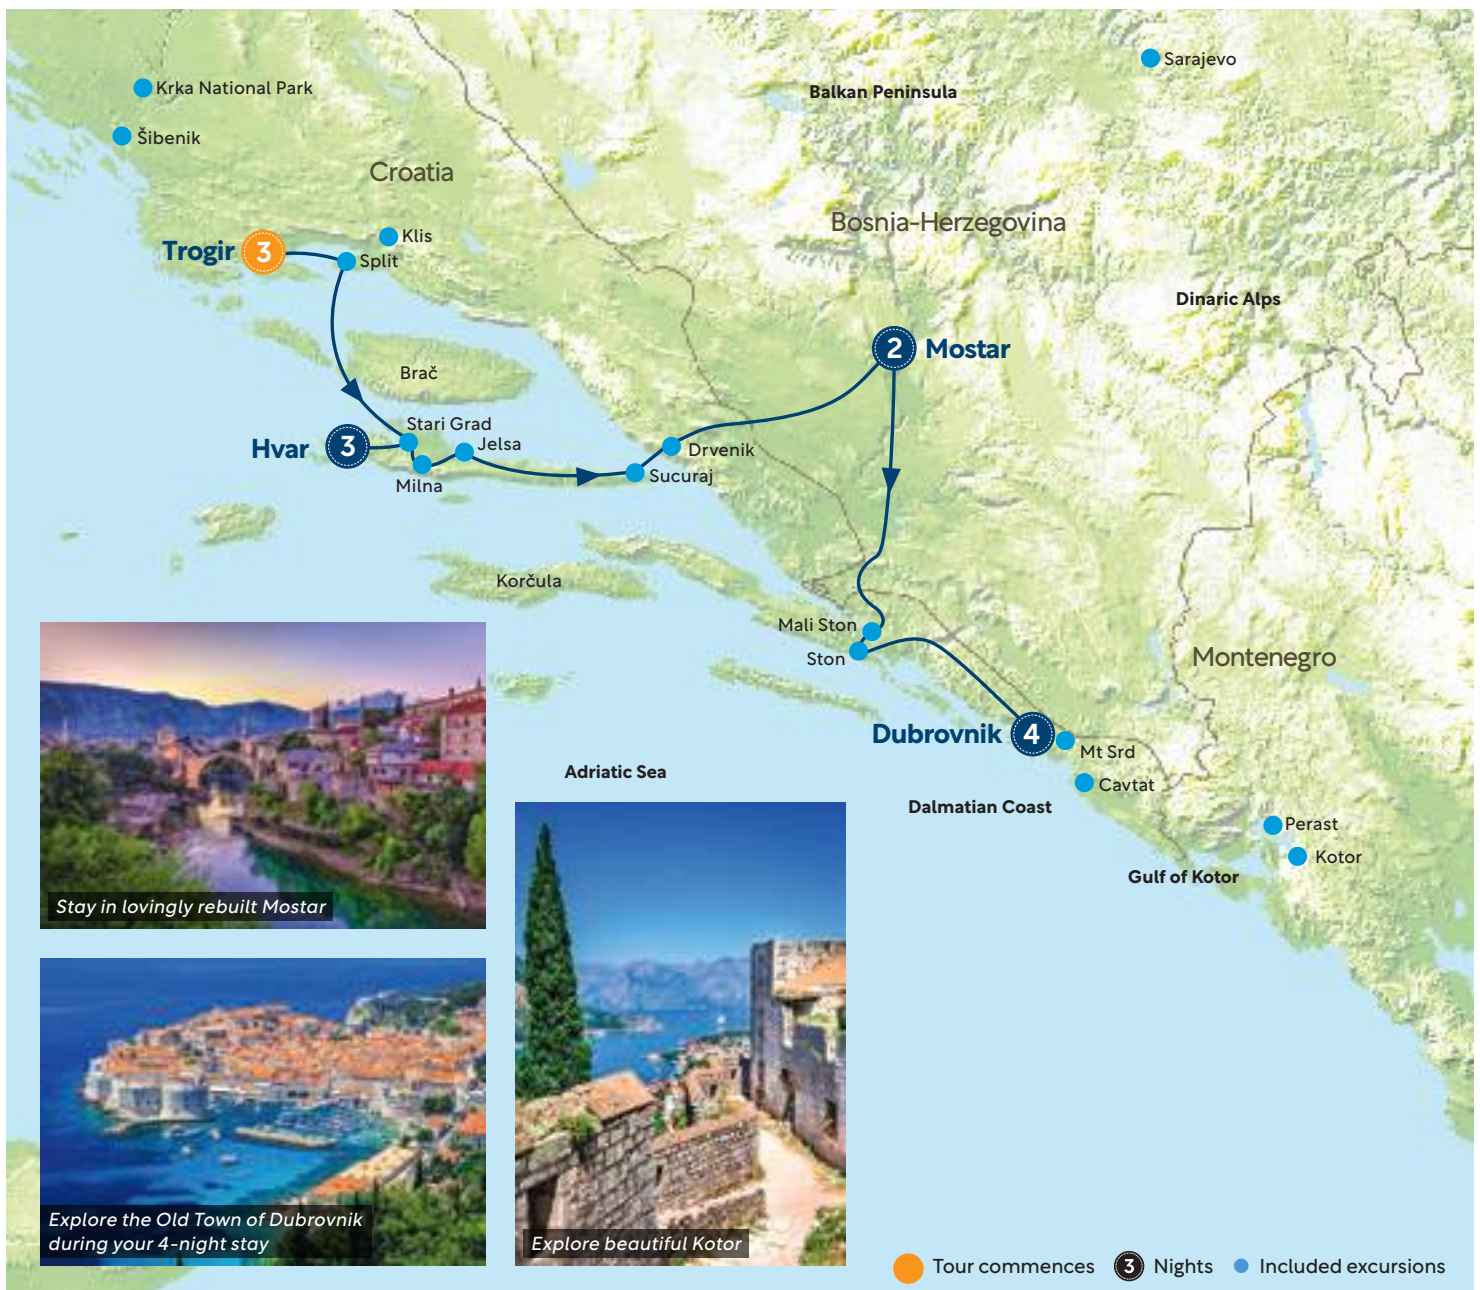 Sarajevo
Krka National Park
Balkan Peninsula
Šibenik
Croatia
Bosnia-Herzegovina
Klis
Trogir
3
Split
Dinaric Alps
2
Mostar
Brač
Stari Grad
Hvar
3
Jelsa
Drvenik
Milna
Sucuraj
Korčula
Mali Ston
Ston
Montenegro
Dubrovnik
4
Mt Srd
Adriatic Sea
Cavtat
Dalmatian Coast
Perast
Kotor
Gulf of Kotor
Stay in lovingly rebuilt Mostar
Explore the Old Town of Dubrovnik
during your 4-night stay
Explore beautiful Kotor
Tour commences
3
Nights
Included excursions